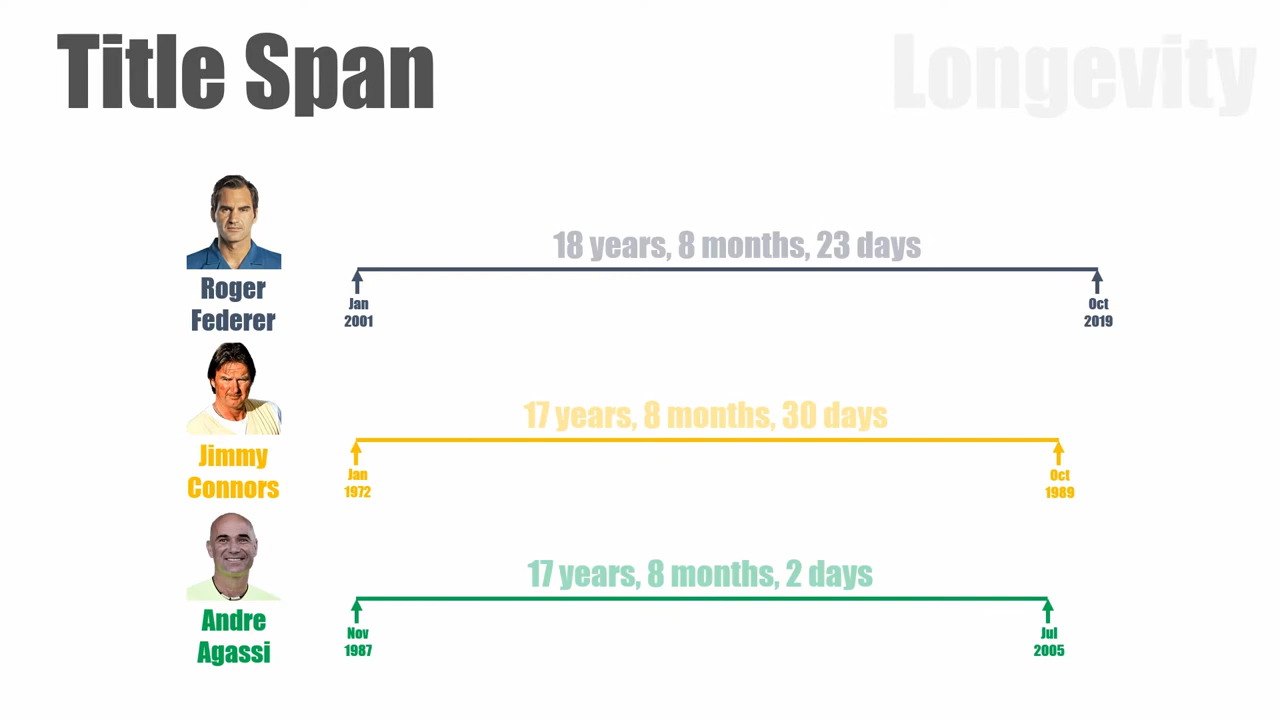 Title Span
Longevity
18 years, 8 months, 23 days
Roger
Federer
Jan
2001
Oct
2019
17 years, 8 months, 30 days
Jimmy
Connors
Jan
1972
Oct
1989
17 years, 8 months, 2 days
Andre
Agassi
Nov
1987
Jul
2005